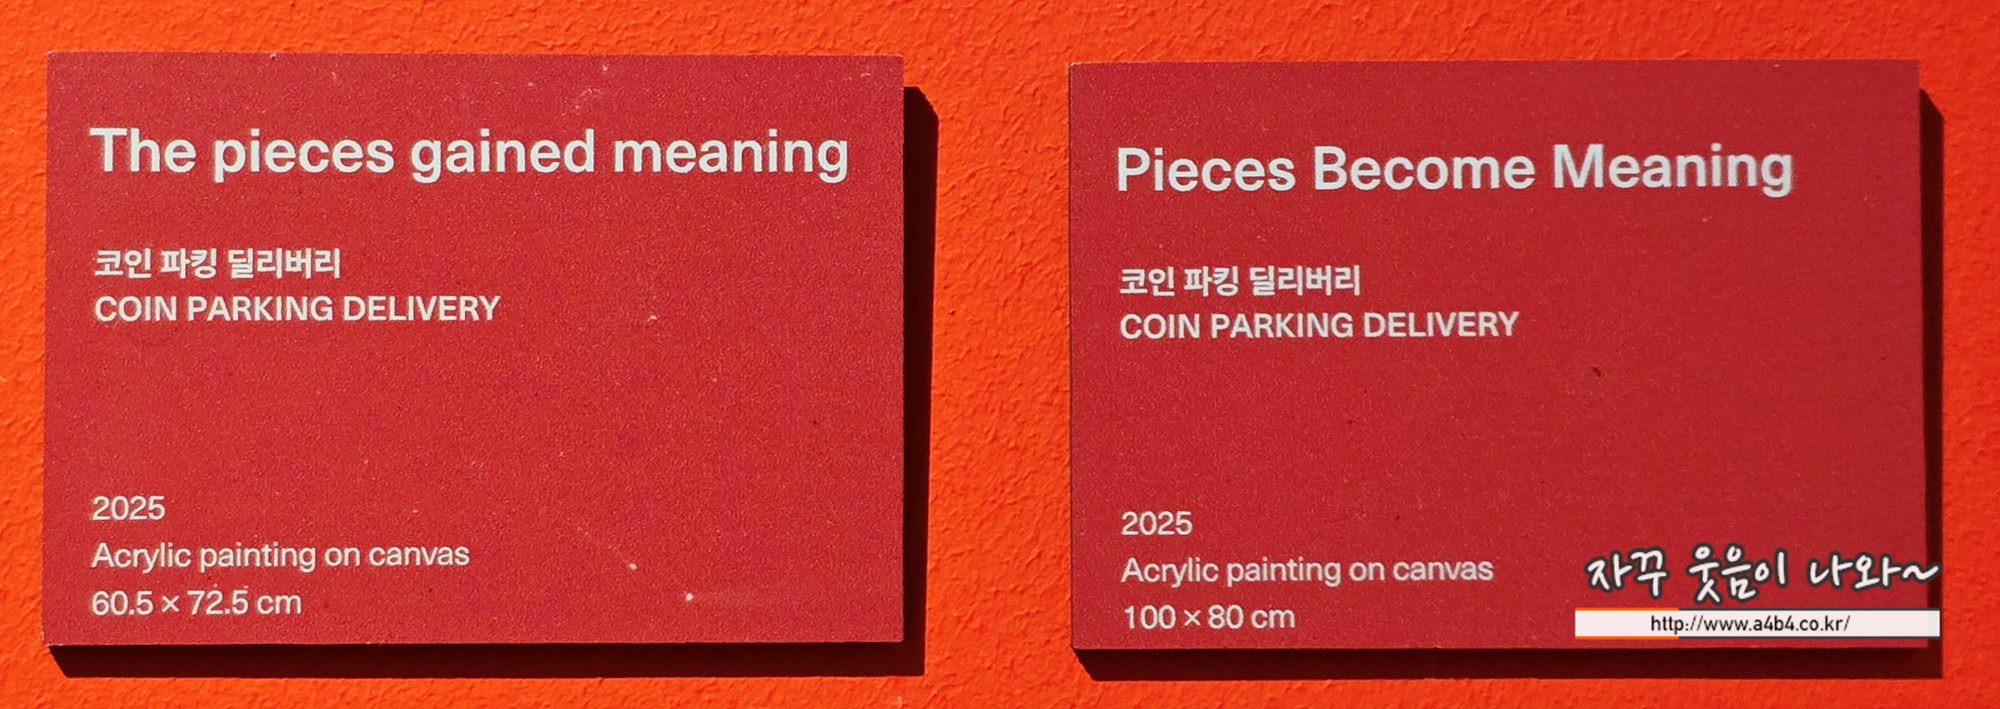 The pieces gained meaning
코인 파킹 딜리버리
COIN PARKING DELIVERY
2025
Acrylic painting on canvas
60.5 × 72.5 cm
Pieces Become Meaning
코인 파킹 딜리버리
COIN PARKING DELIVERY
2025
Acrylic painting on canvas
100 × 80 cm
자꾸 웃음이 나와~
http://www.a4b4.co.kr/